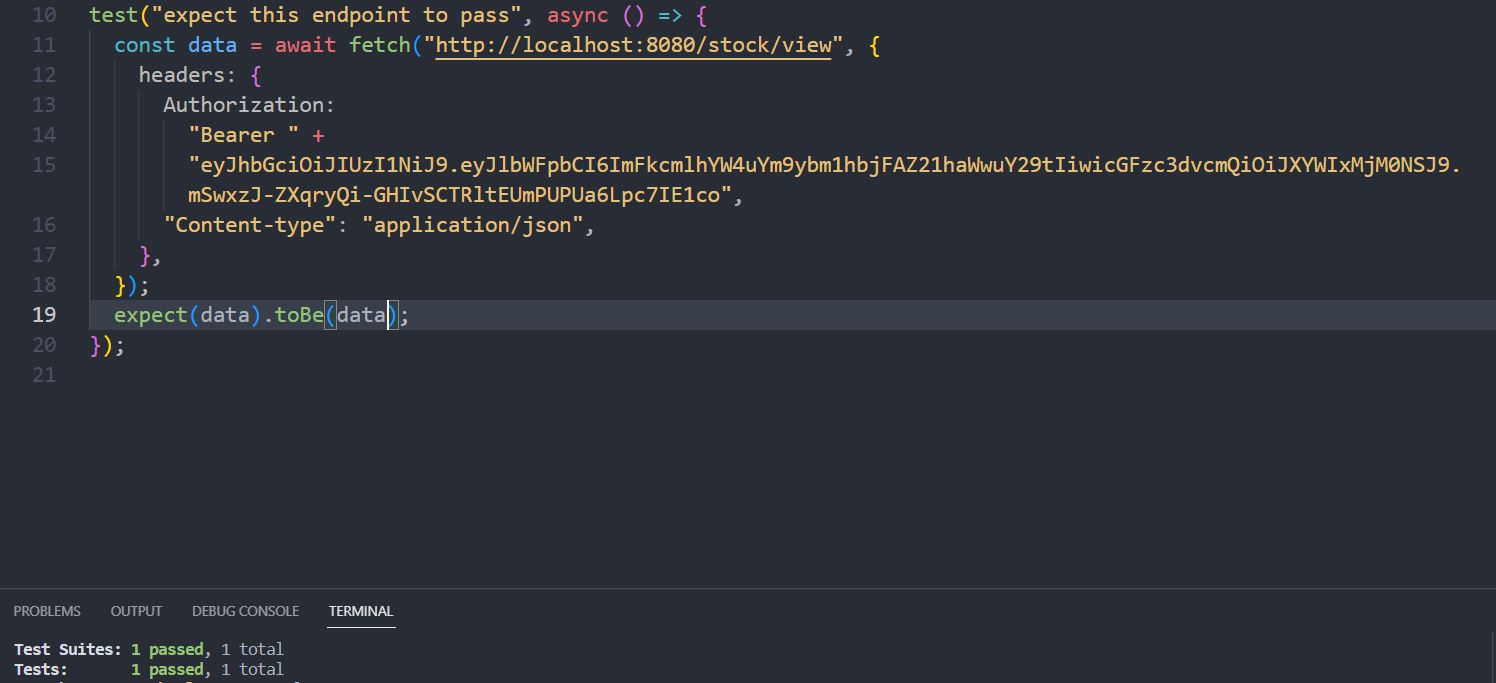 10 test("expect this endpoint to pass", async () => {
11 const data = await fetch("http://localhost:8080/stock/view", {
12 headers: {
13 Authorization:
14 "Bearer " +
15 "eyJhbGciOiJIUzI1NiJ9.eyJlbWFpbCI6ImFkcmlhYW4uYm9ybm1hbjFAZ21haWwuY29tIiwicGFzc3dvcmQiOiJXYWIxMjM0NSJ9.
mSwxzJ-ZXqryQi-GHIvSCTRltEUmPUPUa6Lpc7IE1co",
16 "Content-type": "application/json",
17 },
18 });
19 expect(data).toBe(data);
20 });
21
PROBLEMS OUTPUT DEBUG CONSOLE TERMINAL
Test Suites: 1 passed, 1 total
Tests: 1 passed, 1 total